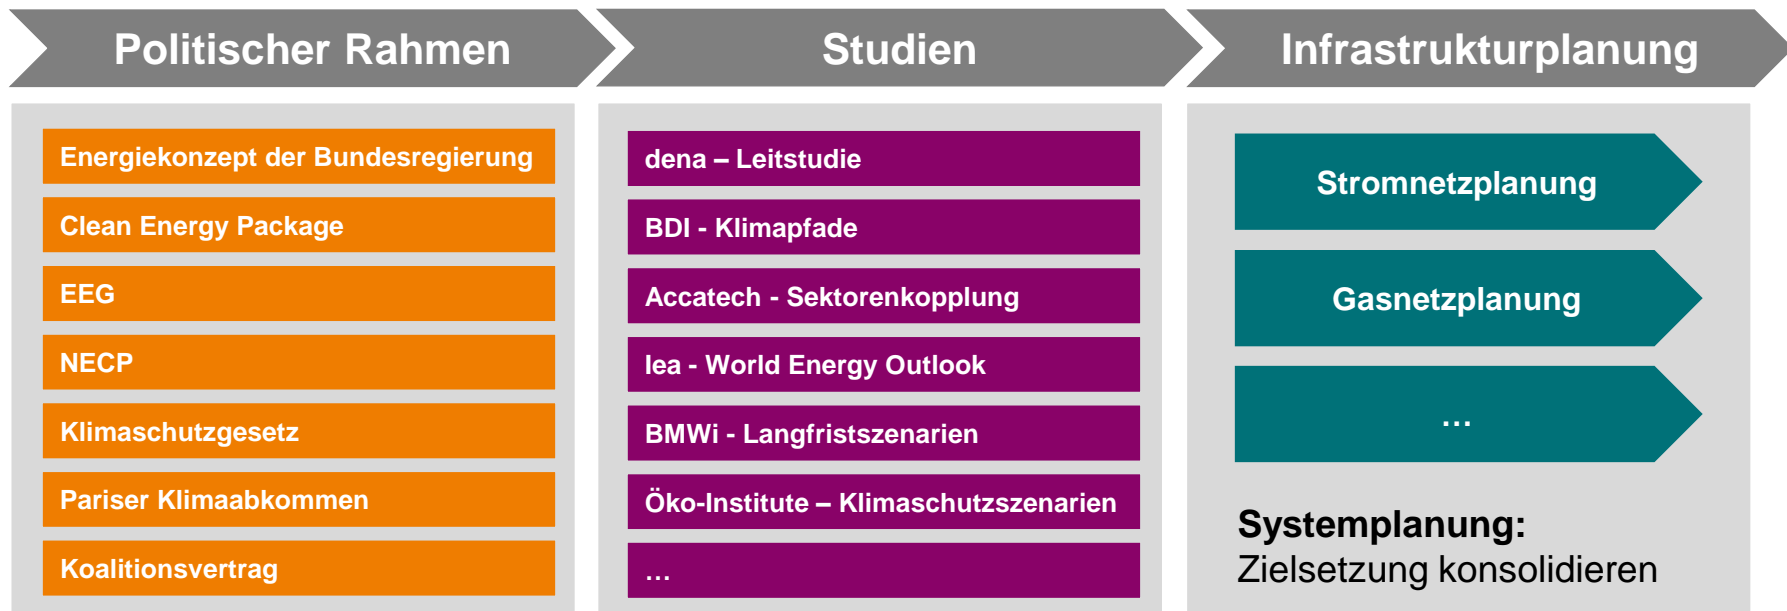 Politischer Rahmen
Energiekonzept der Bundesregierung
Clean Energy Package
EEG
NECP
Klimaschutzgesetz
Pariser Klimaabkommen
Koalitionsvertrag
Studien
dena – Leitstudie
BDI - Klimapfade
Accatech - Sektorenkopplung
Iea - World Energy Outlook
BMWi - Langfristszenarien
Öko-Institute – Klimaschutzszenarien
…
Infrastrukturplanung
Stromnetzplanung
Gasnetzplanung
…
Systemplanung:
Zielsetzung konsolidieren